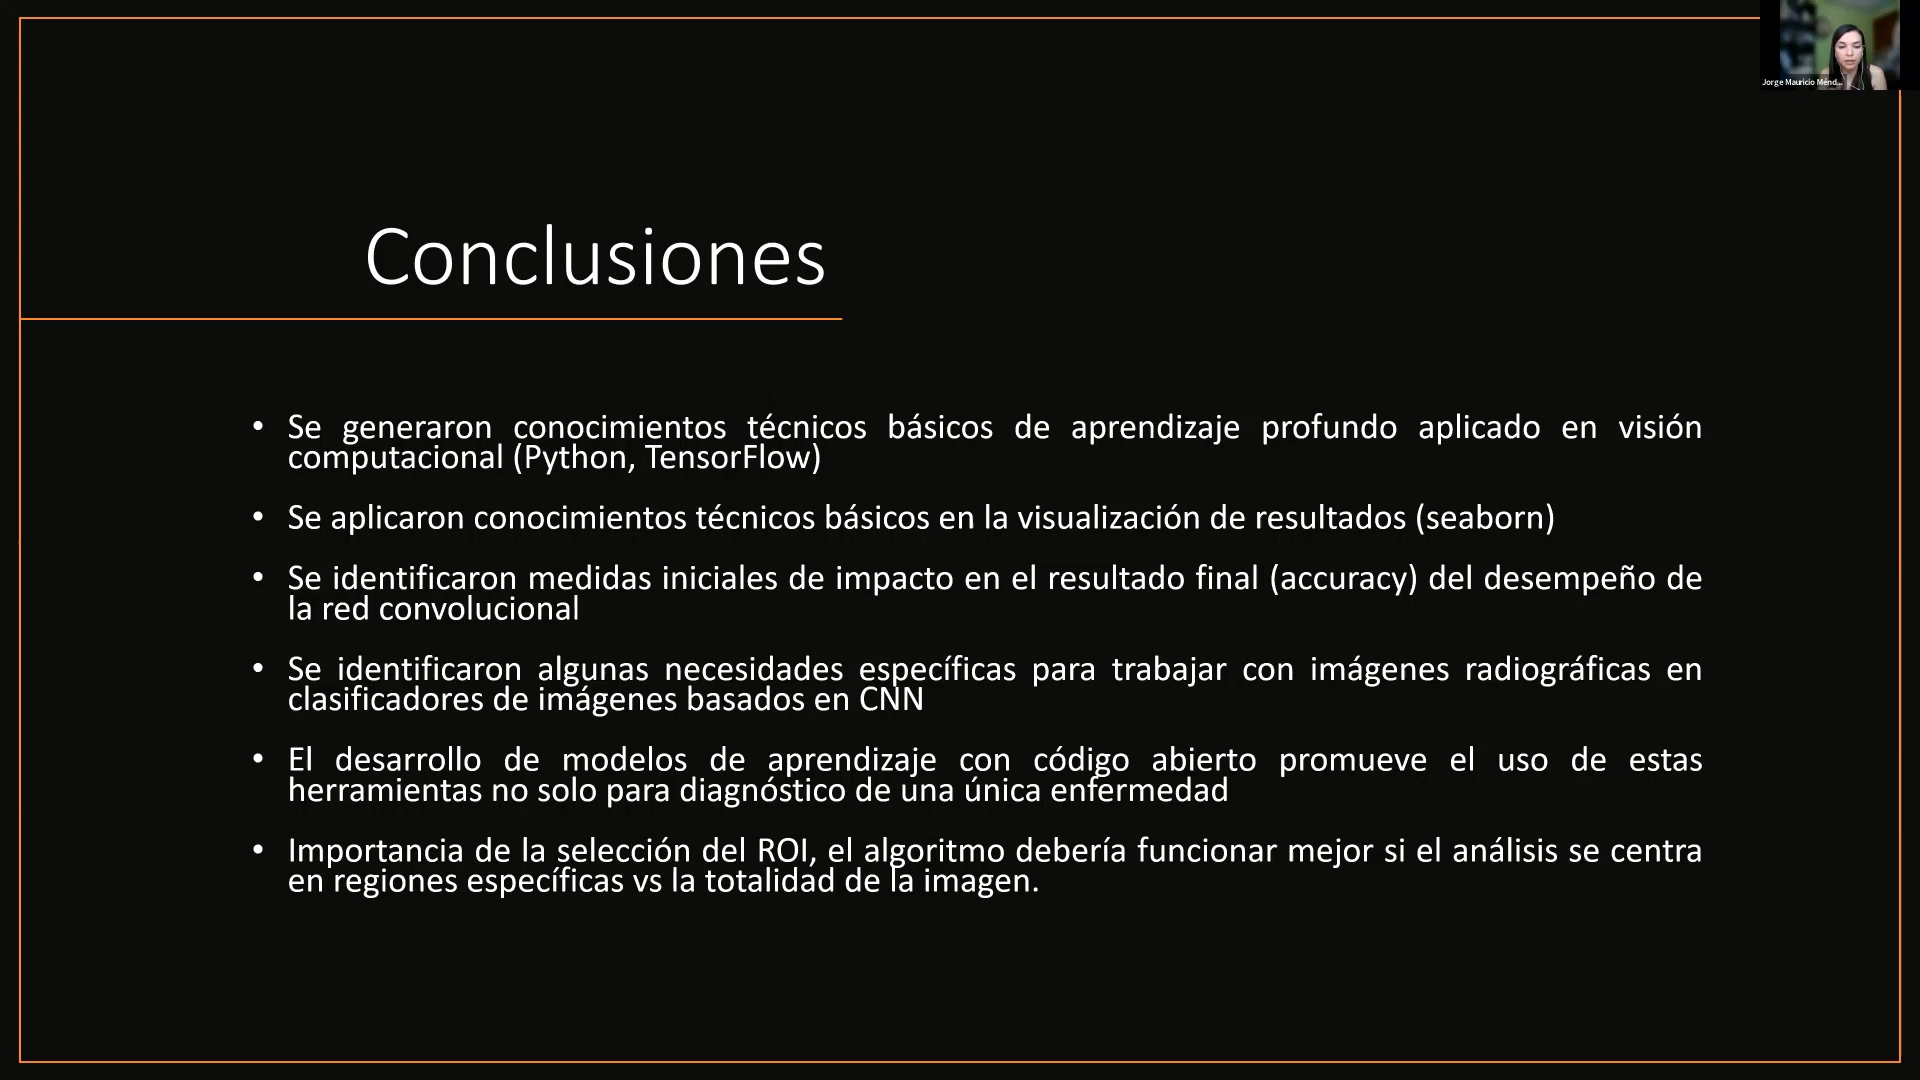 Jorge Mauricio Ménd...
Conclusiones
• Se generaron conocimientos técnicos básicos de aprendizaje profundo aplicado en visión
computacional (Python, TensorFlow)
• Se aplicaron conocimientos técnicos básicos en la visualización de resultados (seaborn)
• Se identificaron medidas iniciales de impacto en el resultado final (accuracy) del desempeño de
la red convolucional
• Se identificaron algunas necesidades específicas para trabajar con imágenes radiográficas en
clasificadores de imágenes basados en CNN
• El desarrollo de modelos de aprendizaje con código abierto promueve el uso de estas
herramientas no solo para diagnóstico de una única enfermedad
• Importancia de la selección del ROI, el algoritmo debería funcionar mejor si el análisis se centra
en regiones específicas vs la totalidad de la imagen.